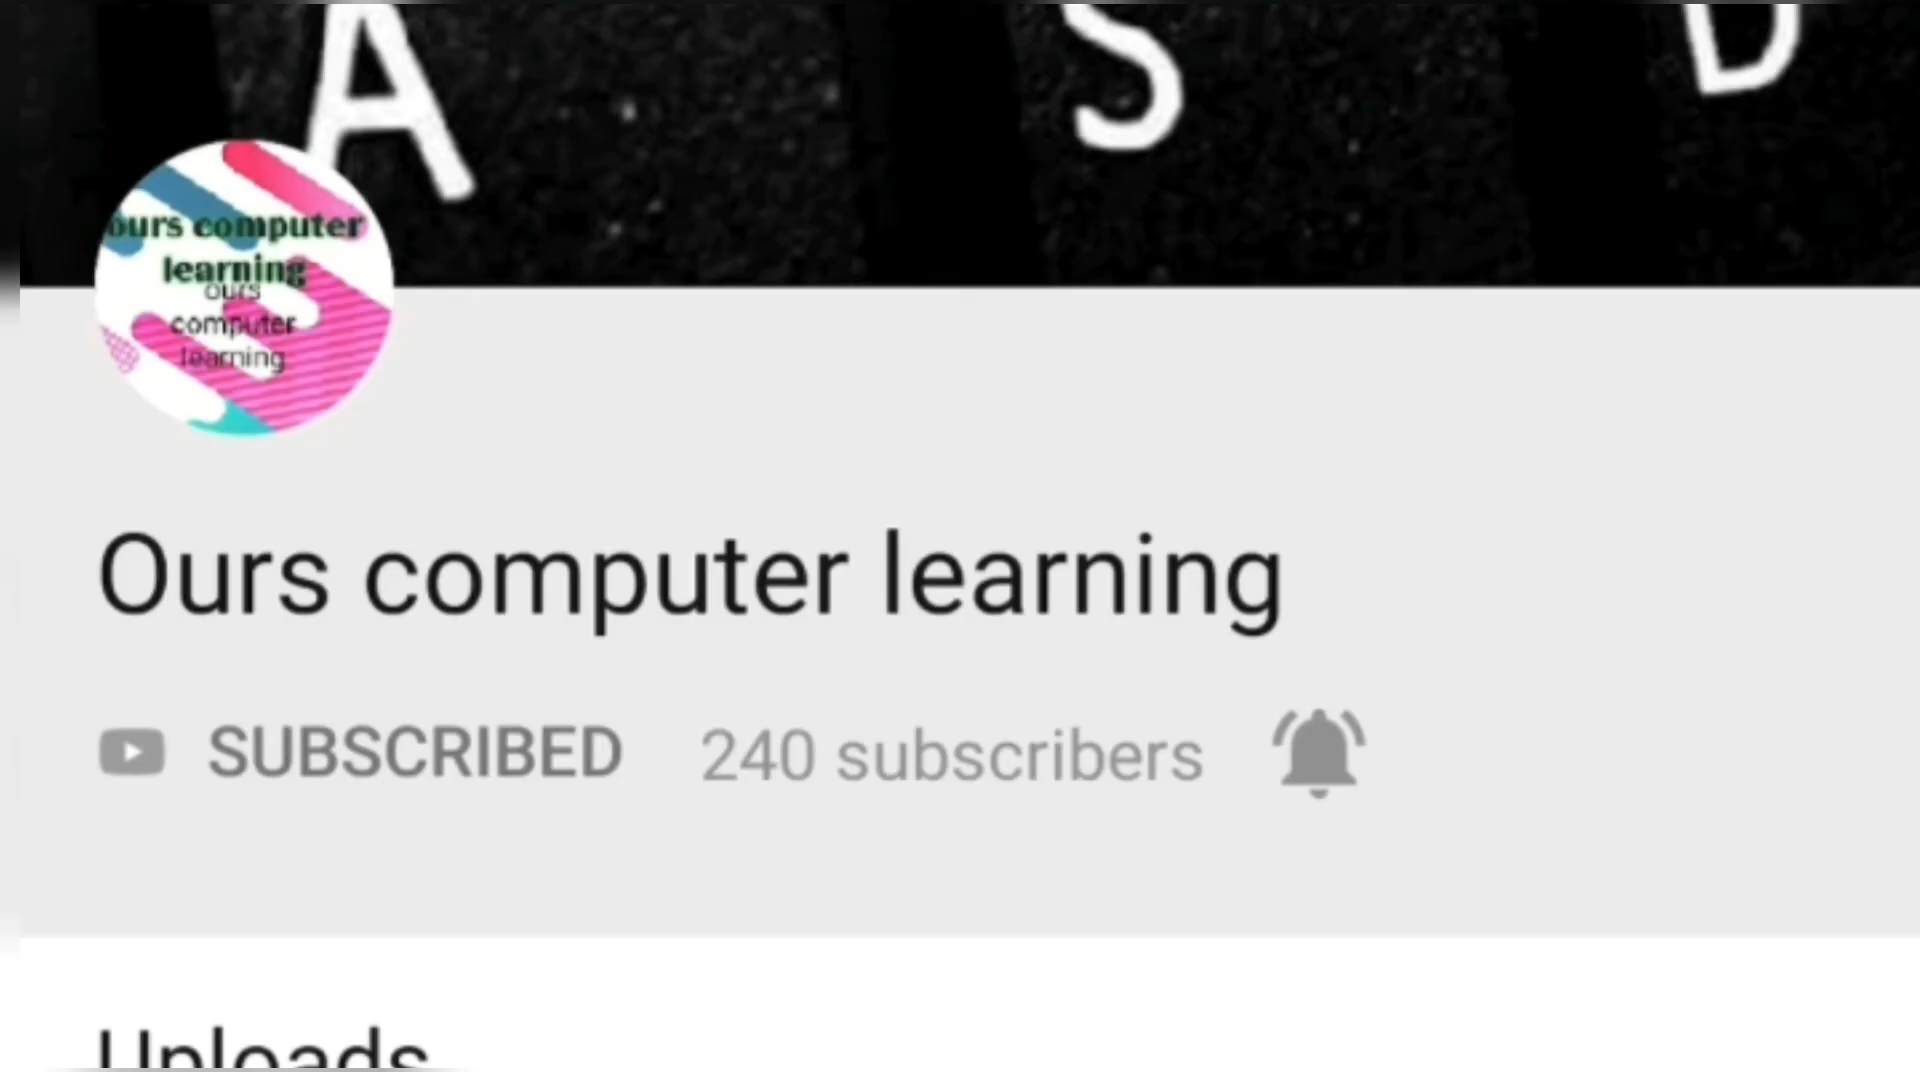 A S D
ours computer
learning
ours
computer
learning
Ours computer learning
SUBSCRIBED 240 subscribers
Uploads